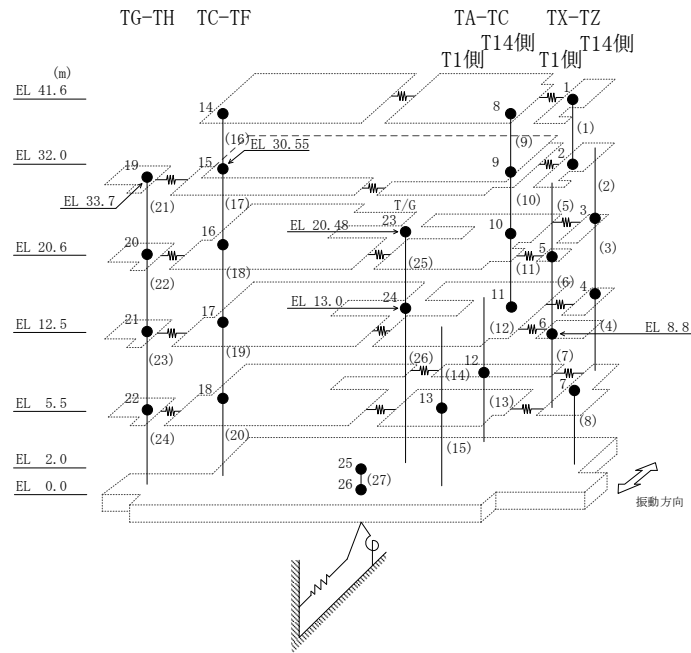 TG-TH TC-TF TA-TC TX-TZ
T14側 T14側
T1側 T1側
(m)
EL 41.6
14 8 1
(16) (9) (1)
EL 30.55
EL 32.0
19 15 9 2
EL 33.7
(21) (17) (10) (2)
T/G
EL 20.48
23 (5) 3
EL 20.6
20 16 10 5 (3)
(22) (18) (25) (11)
EL 13.0
24 11 (6) 4
EL 12.5
21 17 (12) 6 (4)
EL 8.8
(23) (19) (26) (14) 12 (7)
EL 5.5
22 18 13 (13) 7
(8)
(24) (20) (15)
EL 2.0
25
EL 0.0
26 (27)
振動方向